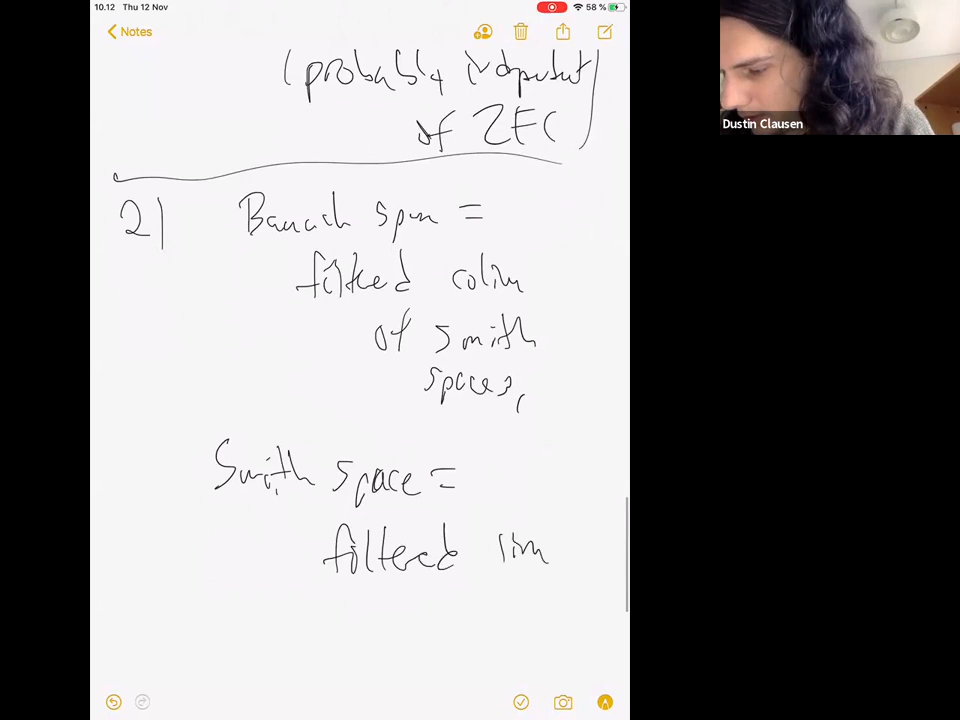 10.12 Thu 12 Nov
58 %
Notes
Dustin Clausen
(probably independent
of ZFC)
2) Banach space =
filtered colim
of smith
spaces,
Smith space =
filtered lim